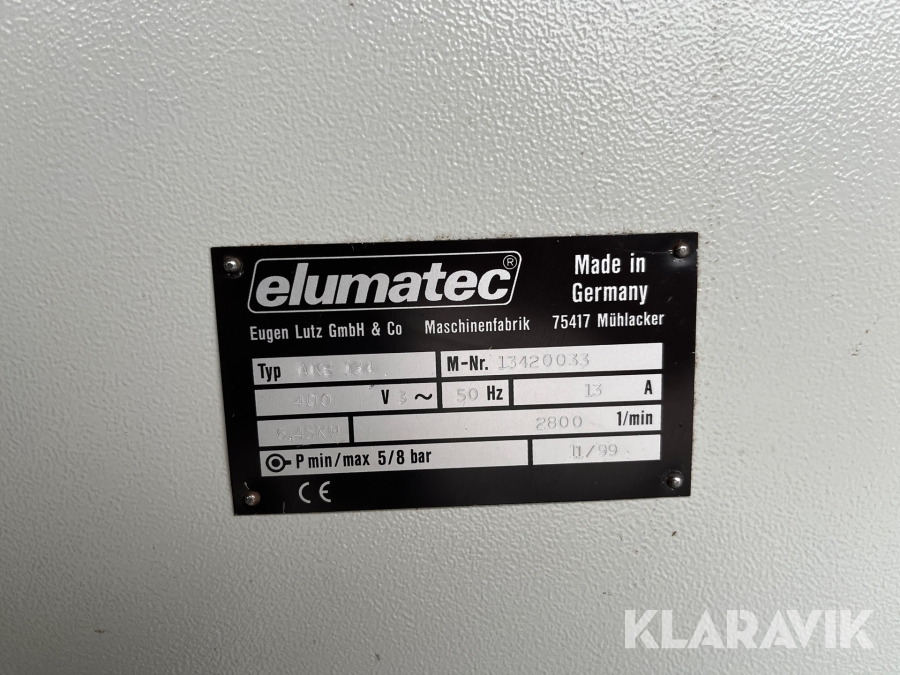 elumatec®
Made in
Germany
Eugen Lutz GmbH & Co Maschinenfabrik 75417 Mühlacker
Typ
M-Nr. 13420033
400 V 3 ~ 50 Hz 13 A
2800 1/min
P min/max 5/8 bar
/99
CE
KLARAVIK